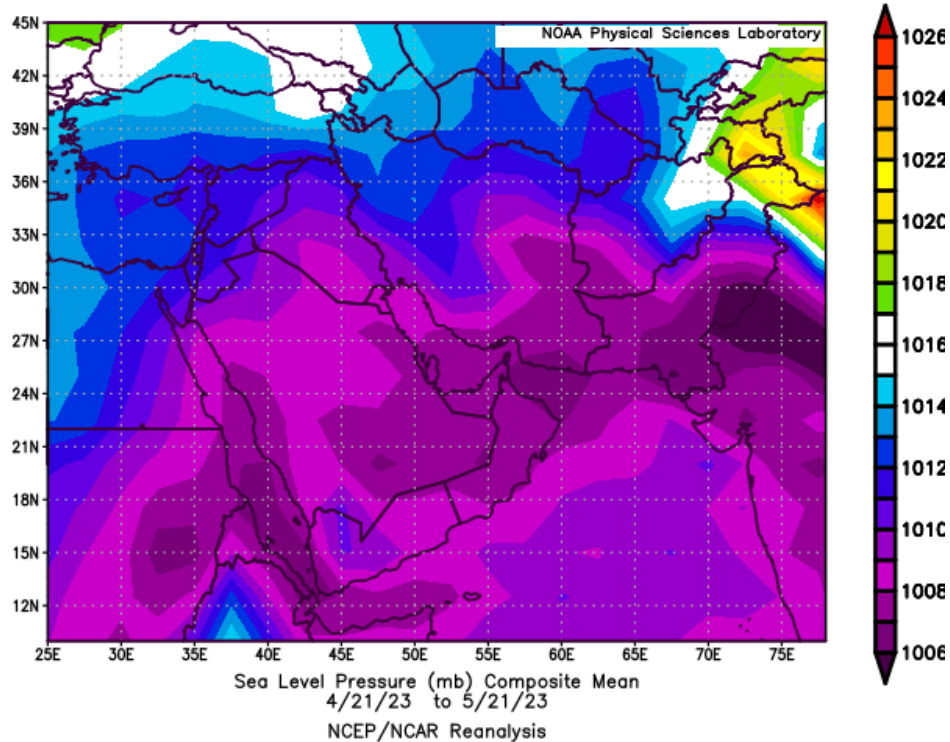 NOAA Physical Sciences Laboratory
45N
42N
39N
36N
33N
30N
27N
24N
21N
18N
15N
12N
25E 30E 35E 40E 45E 50E 55E 60E 65E 70E 75E
1026
1024
1022
1020
1018
1016
1014
1012
1010
1008
1006
Sea Level Pressure (mb) Composite Mean
4/21/23 to 5/21/23
NCEP/NCAR Reanalysis